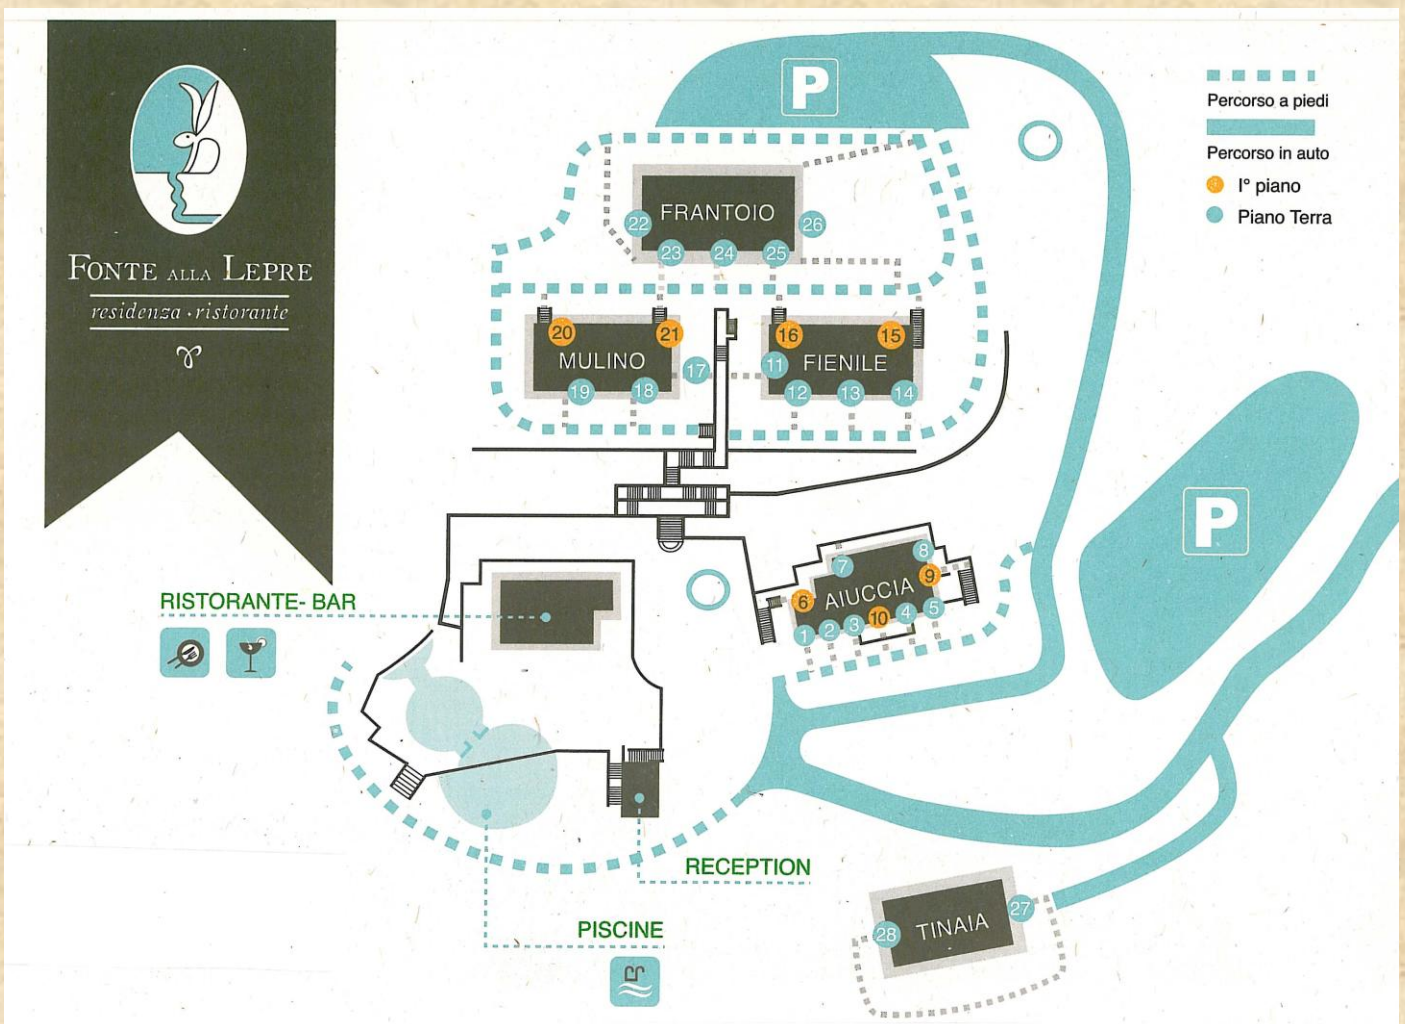 FONTE ALLA LEPRE
residenza · ristorante
P
Percorso a piedi
Percorso in auto
I° piano
Piano Terra
FRANTOIO
22
23
24
25
26
20
21
MULINO
19
18
17
16
15
11
FIENILE
12
13
14
P
7
8
6
9
AIUCCIA
1
2
3
10
4
5
RISTORANTE- BAR
RECEPTION
PISCINE
27
28
TINAIA